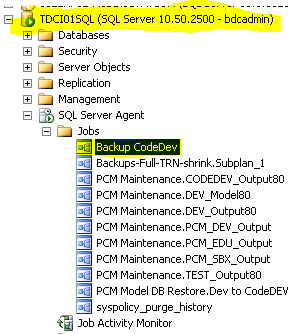 TDCI01SQL (SQL Server 10.50.2500 - bdcadmin)
Databases
Security
Server Objects
Replication
Management
SQL Server Agent
Jobs
Backup CodeDev
Backups-Full-TRN-shrink.Subplan_1
PCM Maintenance.CODEDEV_Output80
PCM Maintenance.DEV_Model80
PCM Maintenance.DEV_Output80
PCM Maintenance.PCM_DEV_Output
PCM Maintenance.PCM_EDU_Output
PCM Maintenance.PCM_SBX_Output
PCM Maintenance.TEST_Output80
PCM Model DB Restore.Dev to CodeDEV
syspolicy_purge_history
Job Activity Monitor